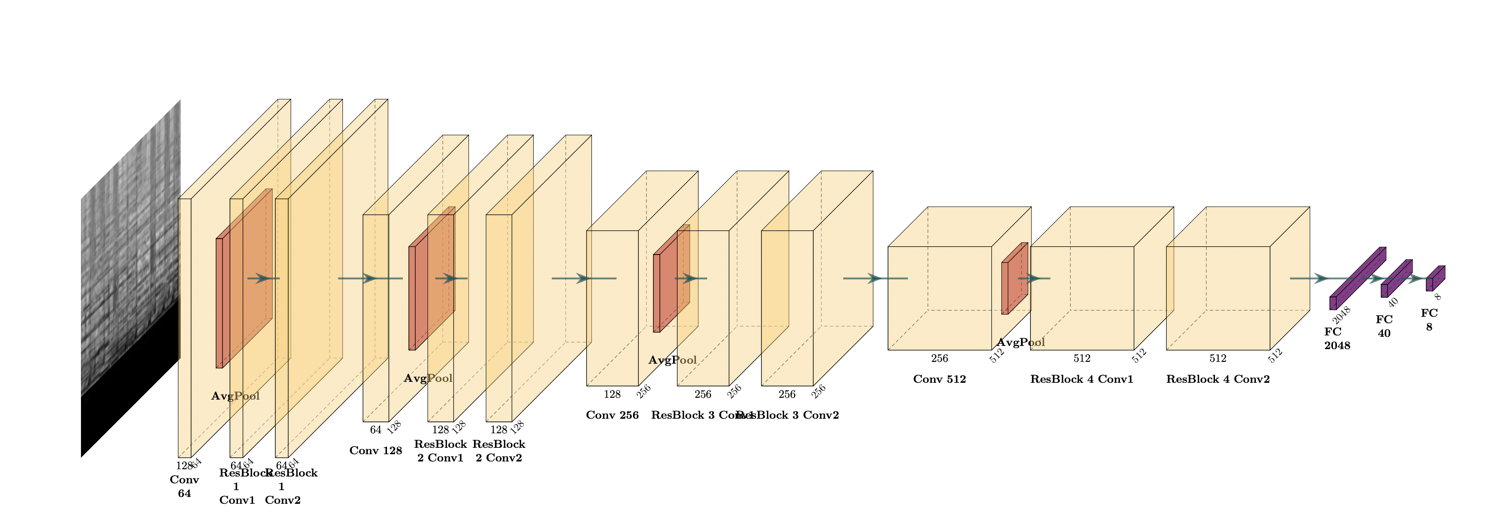 128
64
Conv
64
AvgPool
64
64
ResBlock
1
Conv1
64
64
ResBlock
1
Conv2
64
128
Conv 128
AvgPool
128
128
ResBlock
2 Conv1
128
128
ResBlock
2 Conv2
128
256
Conv 256
AvgPool
256
256
ResBlock 3 Conv1
256
256
ResBlock 3 Conv2
256
512
Conv 512
AvgPool
512
512
ResBlock 4 Conv1
512
512
ResBlock 4 Conv2
2048
FC
2048
40
FC
40
8
FC
8